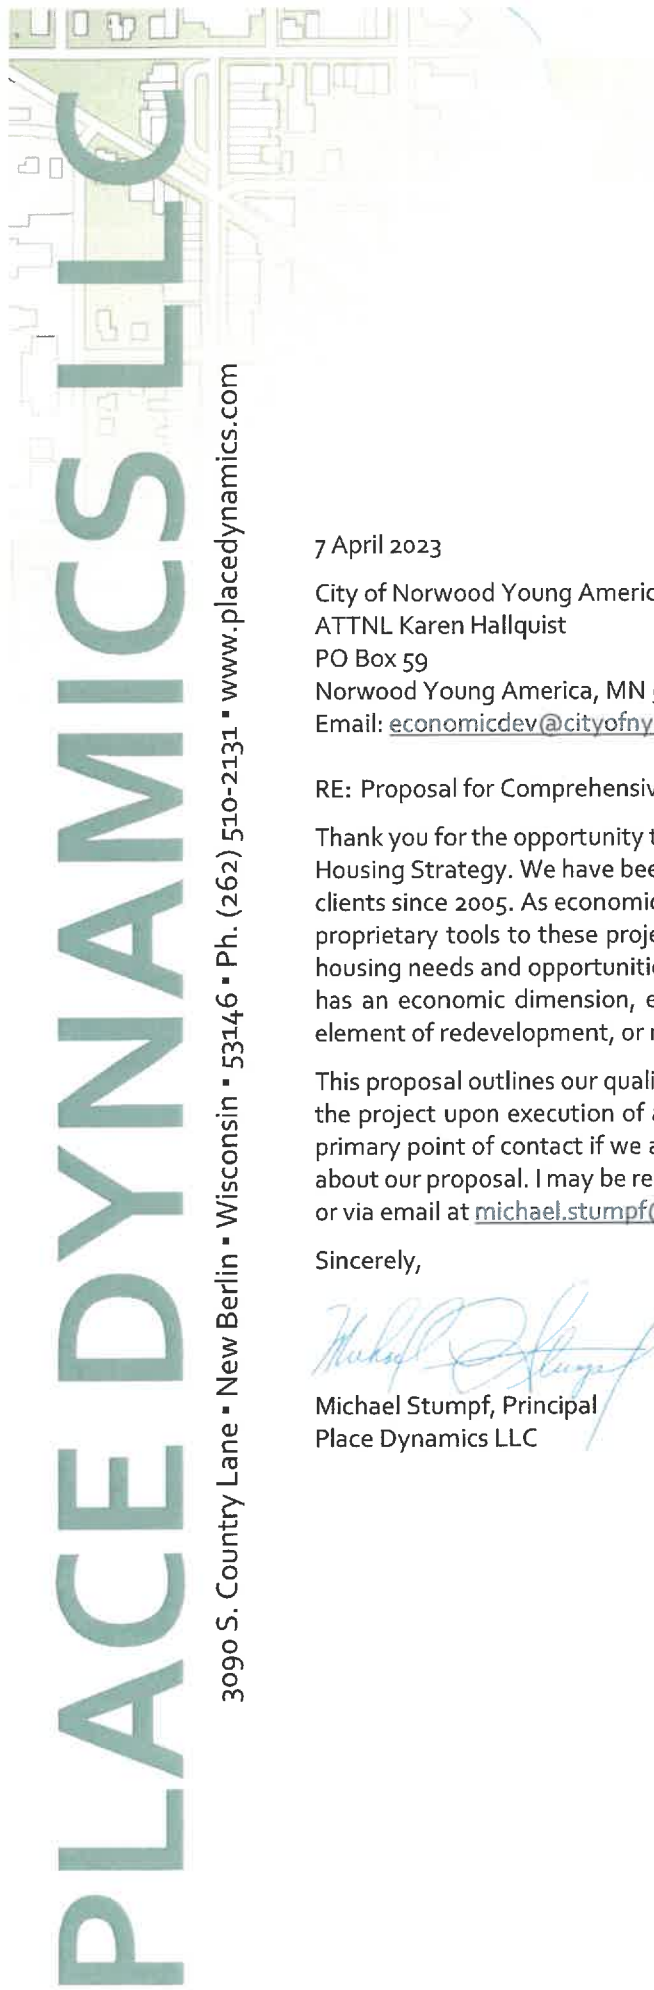 PLACE DYNAMICS LLC
3090 S. Country Lane ▪ New Berlin ▪ Wisconsin ▪ 53146 ▪ Ph. (262) 510-2131 ▪ www.placedynamics.com
7 April 2023
City of Norwood Young Americ
ATTNL Karen Hallquist
PO Box 59
Norwood Young America, MN
Email: economicdev@cityofny
RE: Proposal for Comprehensiv
Thank you for the opportunity t
Housing Strategy. We have bee
clients since 2005. As economic
proprietary tools to these proje
housing needs and opportunitie
has an economic dimension, e
element of redevelopment, or r
This proposal outlines our quali
the project upon execution of a
primary point of contact if we a
about our proposal. I may be re
or via email at michael.stumpf@
Sincerely,
Michael Stumpf
Michael Stumpf, Principal
Place Dynamics LLC